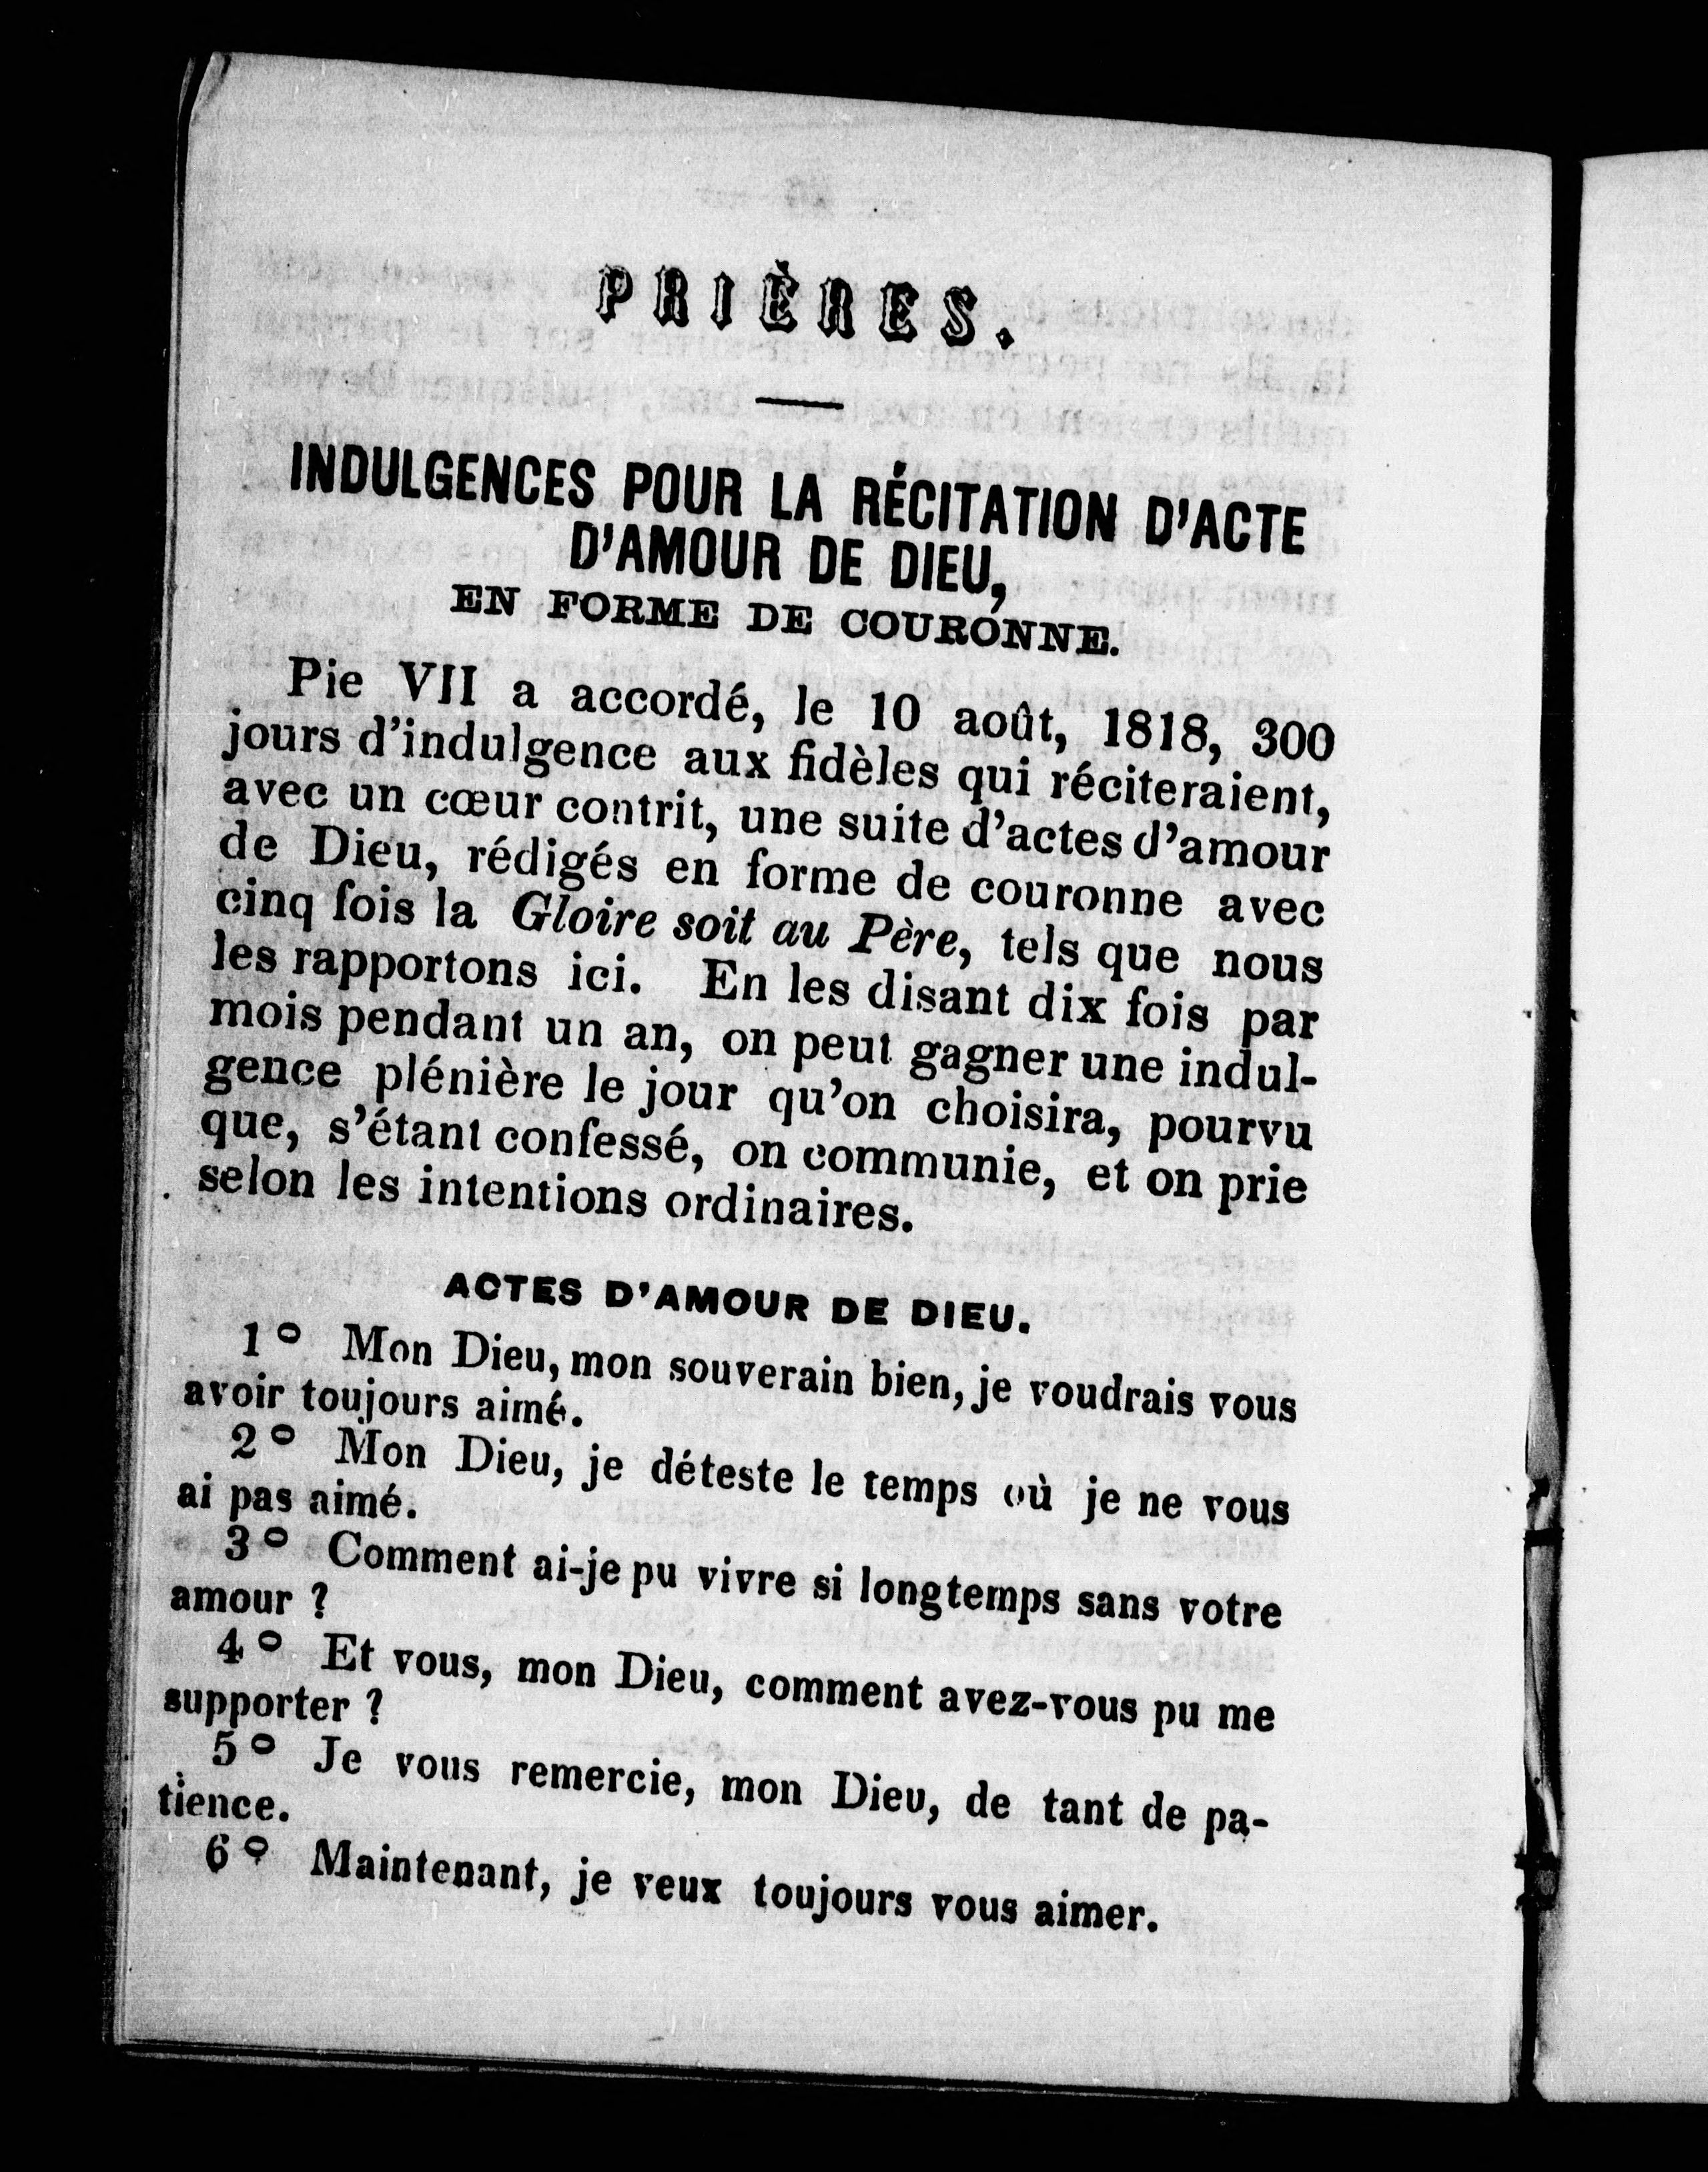 PRIÈRES.
INDULGENCES POUR LA RÉCITATION D'ACTE
D'AMOUR DE DIEU,
EN FORME DE COURONNE.
Pie VII a accordé, le 10 août, 1818, 300
jours d'indulgence aux fidèles qui réciteraient,
avec un cœur contrit, une suite d'actes d'amour
de Dieu, rédigés en forme de couronne avec
cinq fois la Gloire soit au Père, tels que nous
les rapportons ici. En les disant dix fois par
mois pendant un an, on peut gagner une indul-
gence plénière le jour qu'on choisira, pourvu
que, s'étant confessé, on communie, et on prie
selon les intentions ordinaires.
ACTES D'AMOUR DE DIEU.
1º Mon Dieu, mon souverain bien, je voudrais vous
avoir toujours aimé.
2º Mon Dieu, je déteste le temps où je ne vous
ai pas aimé.
3º Comment ai-je pu vivre si longtemps sans votre
amour ?
4º Et vous, mon Dieu, comment avez-vous pu me
supporter ?
5º Je vous remercie, mon Dieu, de tant de pa-
tience.
6º Maintenant, je veux toujours vous aimer.